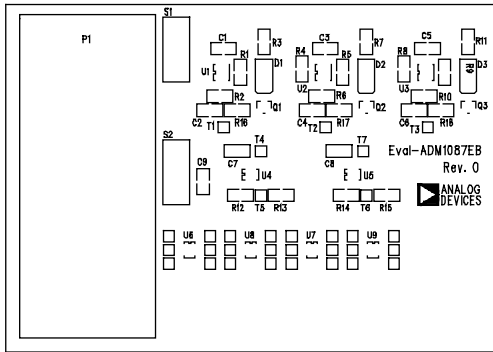 P1
S1
C1
R1
R3
U1
D1
R2
Q1
C2
R16
T1
C3
R4
R5
R7
U2
D2
R6
Q2
C4
R17
T2
C5
R8
R9
R11
U3
D3
R10
Q3
C6
R18
T3
S2
C9
T4
C7
U4
R12
T5
R13
T7
C8
U5
R14
T6
R15
Eval-ADM1087EB
Rev. 0
ANALOG
DEVICES
U6
U8
U7
U9